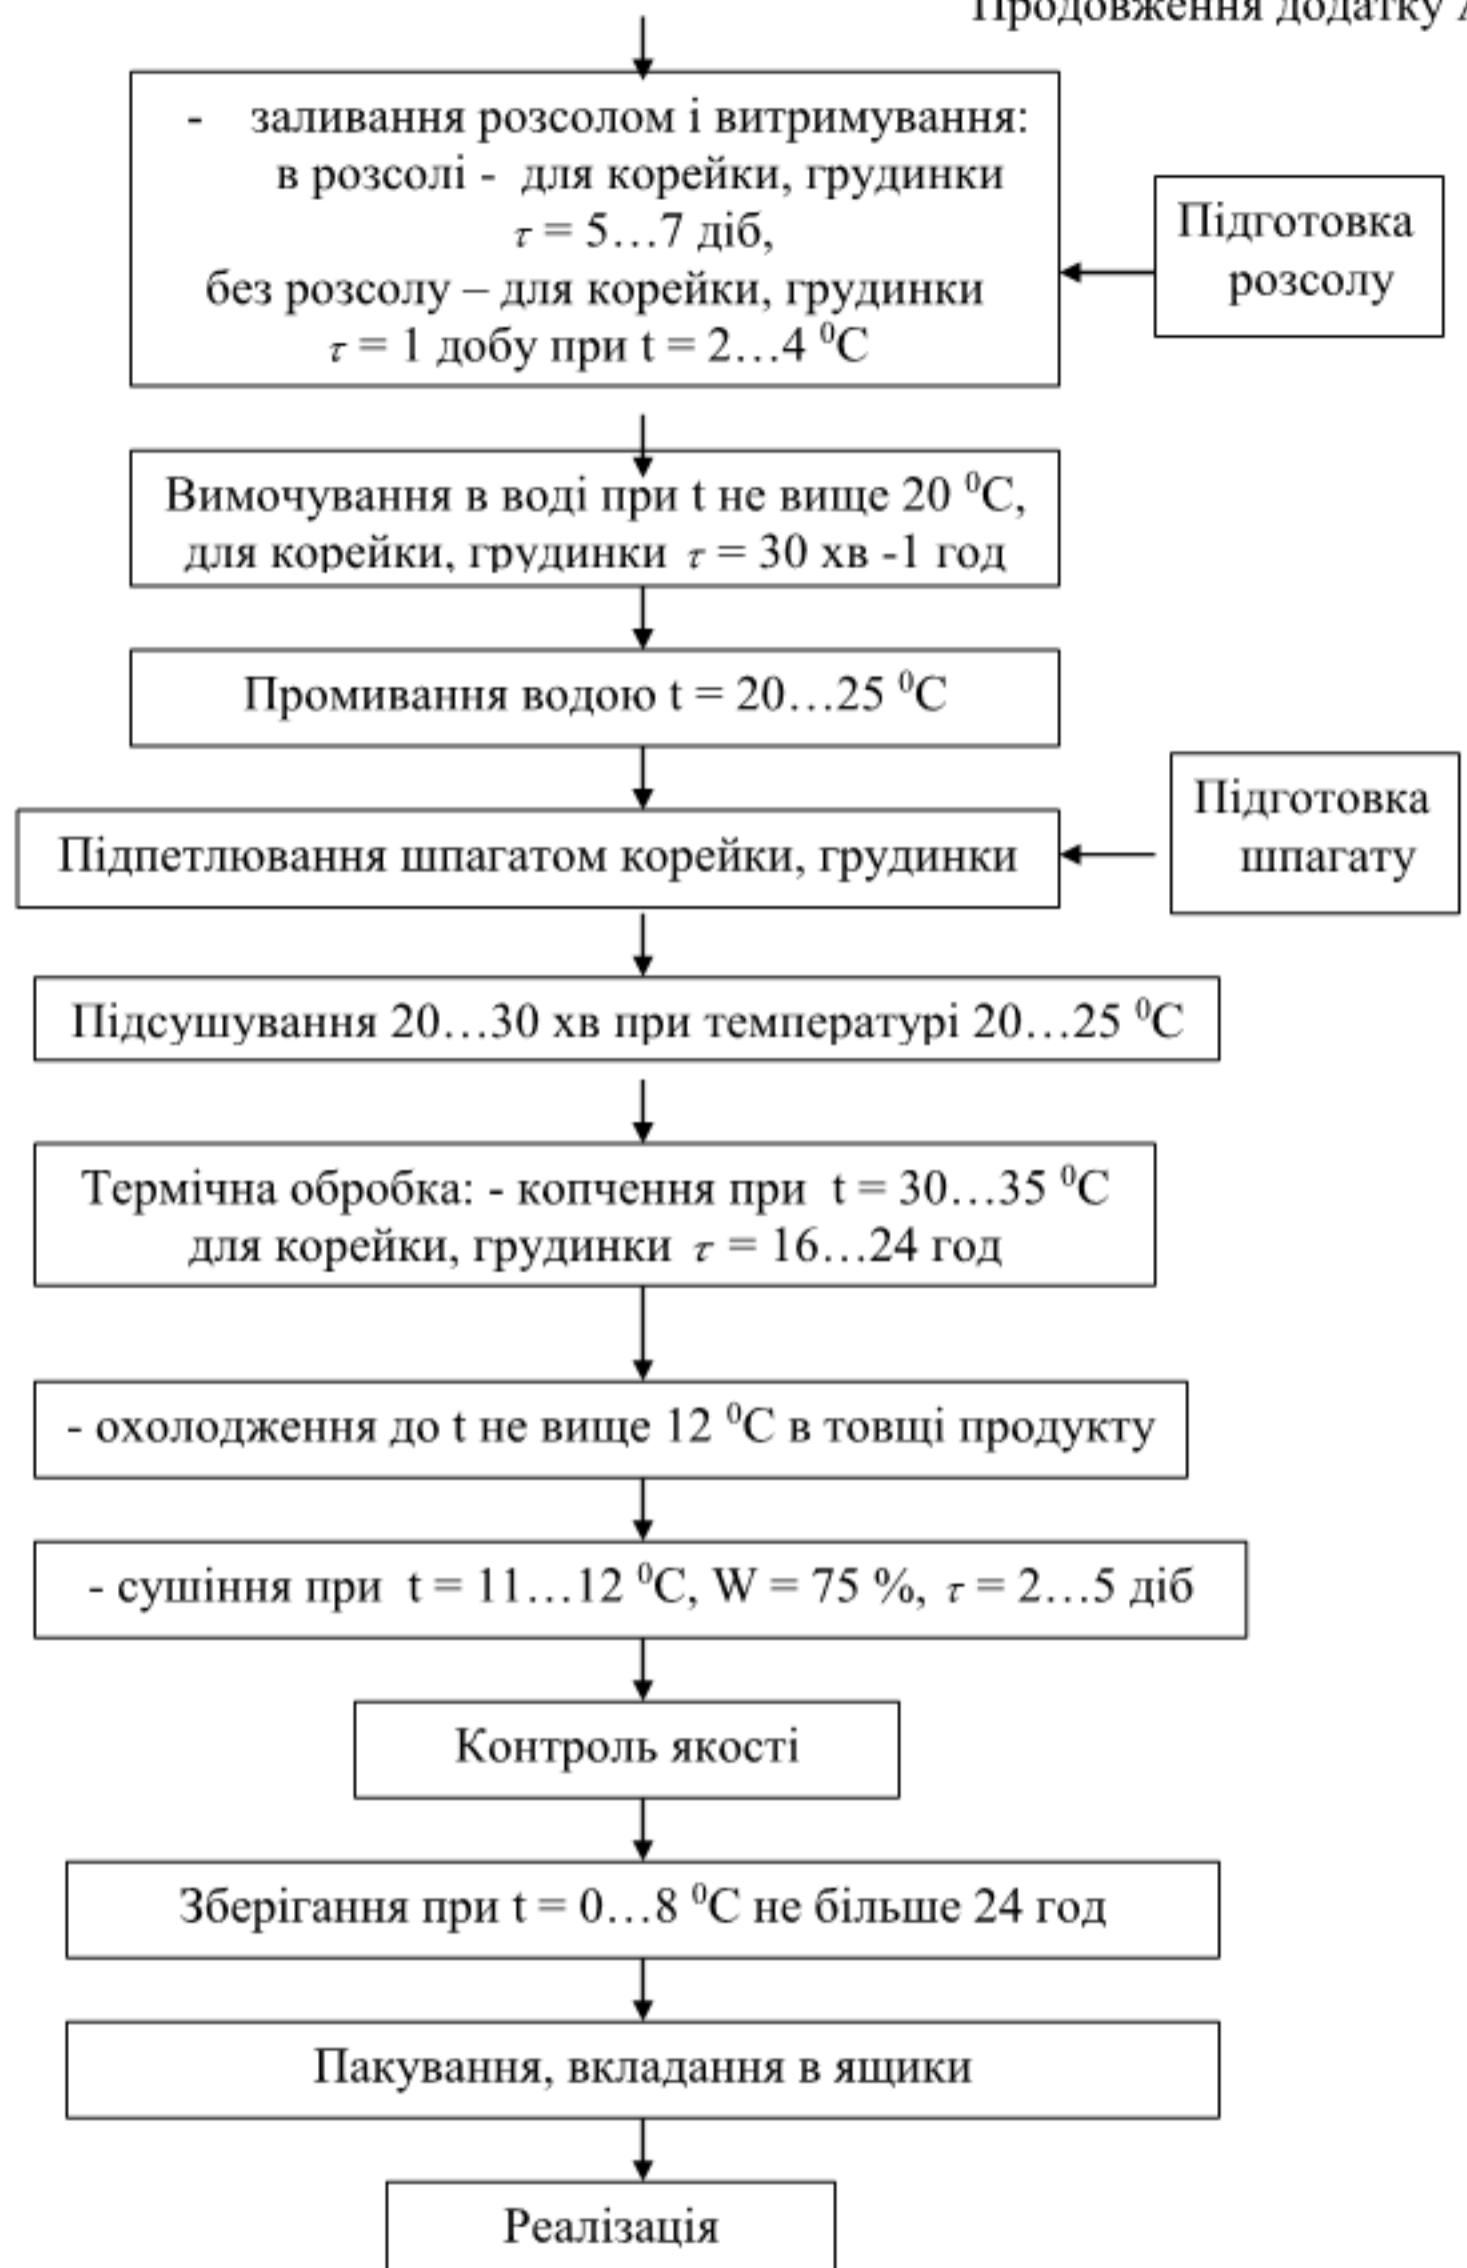 Продовження додатку А
- заливання розсолом і витримування:
в розсолі - для корейки, грудинки
τ = 5…7 діб,
без розсолу – для корейки, грудинки
τ = 1 добу при t = 2…4 ⁰С
Підготовка
розсолу
Вимочування в воді при t не вище 20 ⁰С,
для корейки, грудинки τ = 30 хв -1 год
Промивання водою t = 20…25 ⁰С
Підпетлювання шпагатом корейки, грудинки
Підготовка
шпагату
Підсушування 20…30 хв при температурі 20…25 ⁰С
Термічна обробка: - копчення при t = 30…35 ⁰С
для корейки, грудинки τ = 16…24 год
- охолодження до t не вище 12 ⁰С в товщі продукту
- сушіння при t = 11…12 ⁰С, W = 75 %, τ = 2…5 діб
Контроль якості
Зберігання при t = 0…8 ⁰С не більше 24 год
Пакування, вкладання в ящики
Реалізація